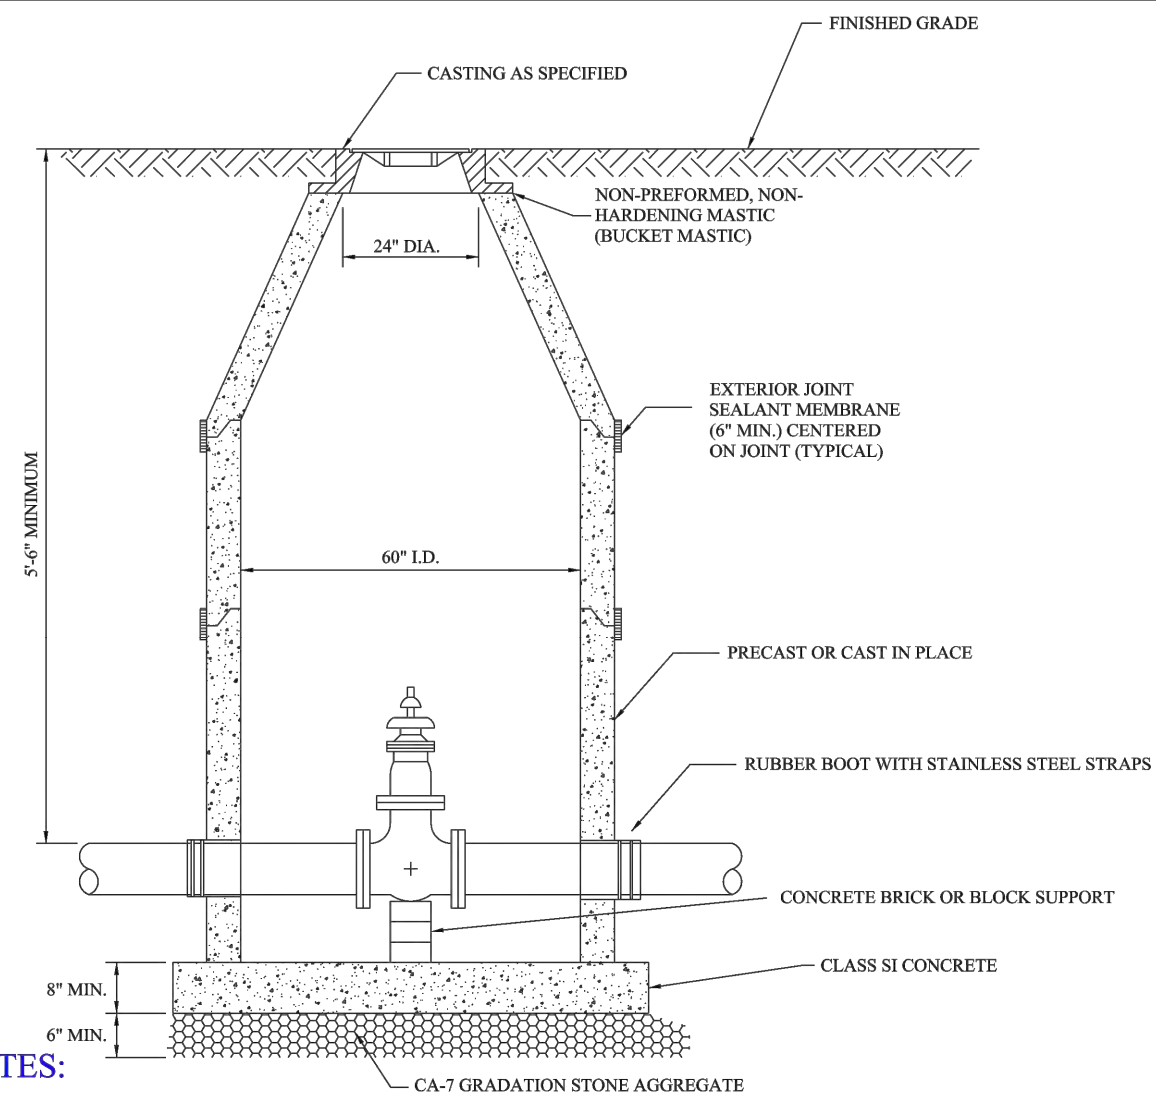 FINISHED GRADE
CASTING AS SPECIFIED
NON-PREFORMED, NON-
HARDENING MASTIC
(BUCKET MASTIC)
24" DIA.
EXTERIOR JOINT
SEALANT MEMBRANE
(6" MIN.) CENTERED
ON JOINT (TYPICAL)
5'-6" MINIMUM
60" I.D.
PRECAST OR CAST IN PLACE
RUBBER BOOT WITH STAINLESS STEEL STRAPS
CONCRETE BRICK OR BLOCK SUPPORT
CLASS SI CONCRETE
8" MIN.
6" MIN.
TES:
CA-7 GRADATION STONE AGGREGATE